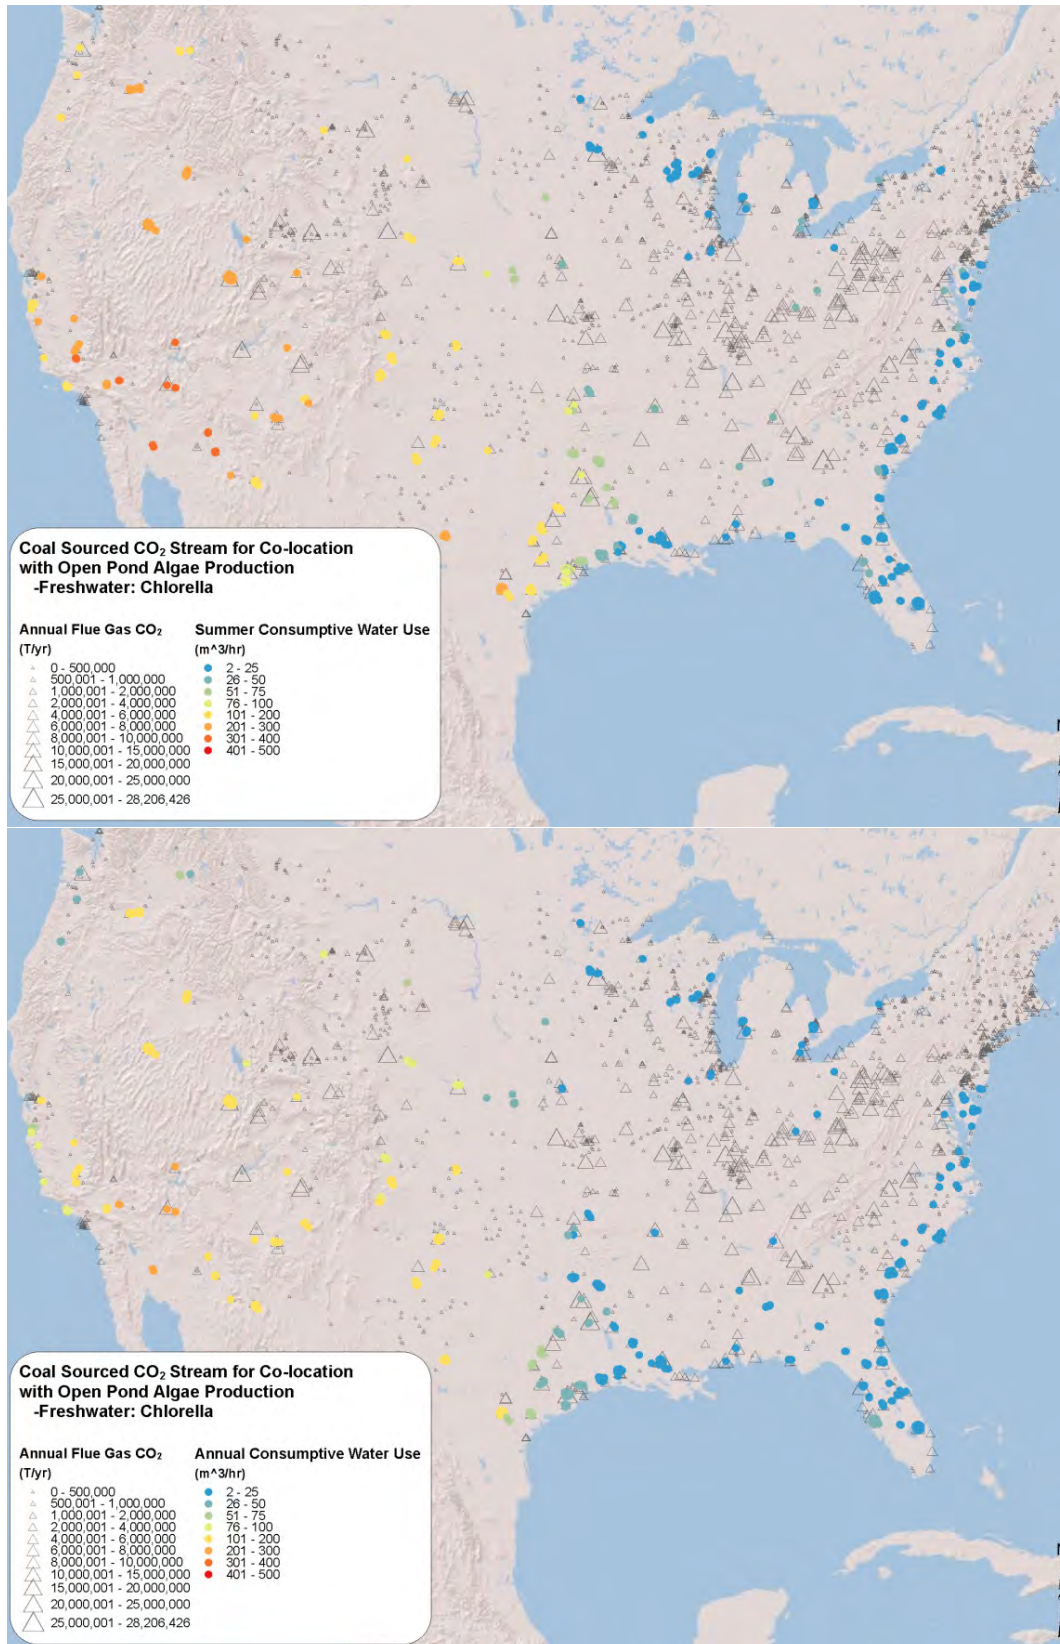 Coal Sourced CO₂ Stream for Co-location
with Open Pond Algae Production
-Freshwater: Chlorella
Annual Flue Gas CO₂
(T/yr)
0 - 500,000
500,001 - 1,000,000
1,000,001 - 2,000,000
2,000,001 - 4,000,000
4,000,001 - 6,000,000
6,000,001 - 8,000,000
8,000,001 - 10,000,000
10,000,001 - 15,000,000
15,000,001 - 20,000,000
20,000,001 - 25,000,000
25,000,001 - 28,206,426
Summer Consumptive Water Use
(m^3/hr)
2 - 25
26 - 50
51 - 75
76 - 100
101 - 200
201 - 300
301 - 400
401 - 500
Coal Sourced CO₂ Stream for Co-location
with Open Pond Algae Production
-Freshwater: Chlorella
Annual Flue Gas CO₂
(T/yr)
0 - 500,000
500,001 - 1,000,000
1,000,001 - 2,000,000
2,000,001 - 4,000,000
4,000,001 - 6,000,000
6,000,001 - 8,000,000
8,000,001 - 10,000,000
10,000,001 - 15,000,000
15,000,001 - 20,000,000
20,000,001 - 25,000,000
25,000,001 - 28,206,426
Annual Consumptive Water Use
(m^3/hr)
2 - 25
26 - 50
51 - 75
76 - 100
101 - 200
201 - 300
301 - 400
401 - 500